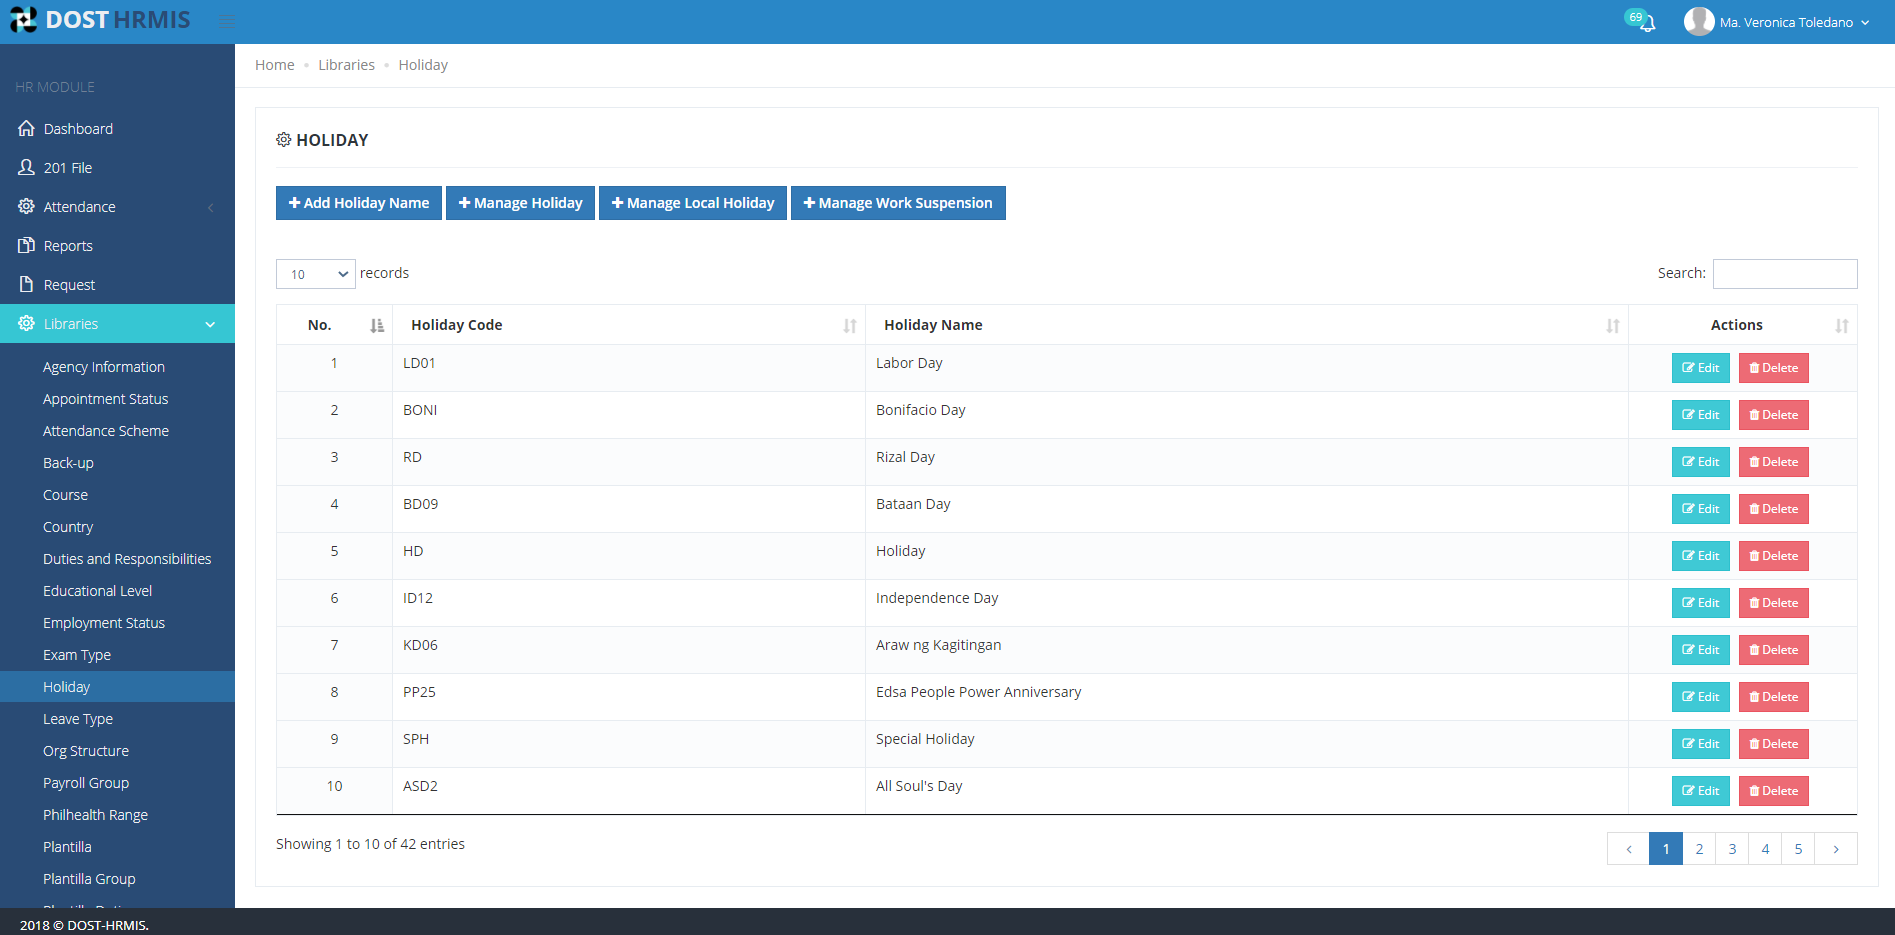 DOST HRMIS
69
Ma. Veronica Toledano
HR MODULE
Dashboard
201 File
Attendance
Reports
Request
Libraries
Agency Information
Appointment Status
Attendance Scheme
Back-up
Course
Country
Duties and Responsibilities
Educational Level
Employment Status
Exam Type
Holiday
Leave Type
Org Structure
Payroll Group
Philhealth Range
Plantilla
Plantilla Group
Home • Libraries • Holiday
HOLIDAY
Add Holiday Name Manage Holiday Manage Local Holiday Manage Work Suspension
10 records Search:
No. Holiday Code Holiday Name Actions
1 LD01 Labor Day Edit Delete
2 BONI Bonifacio Day Edit Delete
3 RD Rizal Day Edit Delete
4 BD09 Bataan Day Edit Delete
5 HD Holiday Edit Delete
6 ID12 Independence Day Edit Delete
7 KD06 Araw ng Kagitingan Edit Delete
8 PP25 Edsa People Power Anniversary Edit Delete
9 SPH Special Holiday Edit Delete
10 ASD2 All Soul's Day Edit Delete
Showing 1 to 10 of 42 entries
‹ 1 2 3 4 5 ›
2018 © DOST-HRMIS.